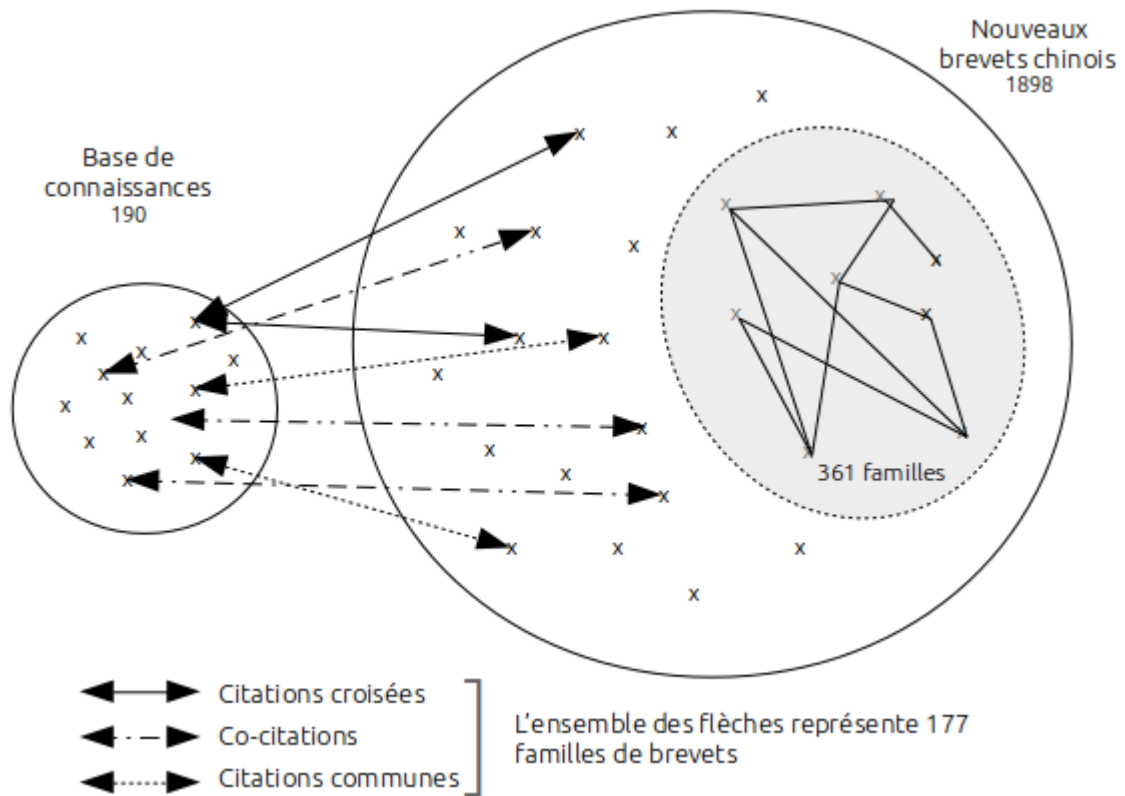 Nouveaux
brevets chinois
1898
Base de
connaissances
190
361 familles
Citations croisées
Co-citations
Citations communes
L'ensemble des flèches représente 177
familles de brevets